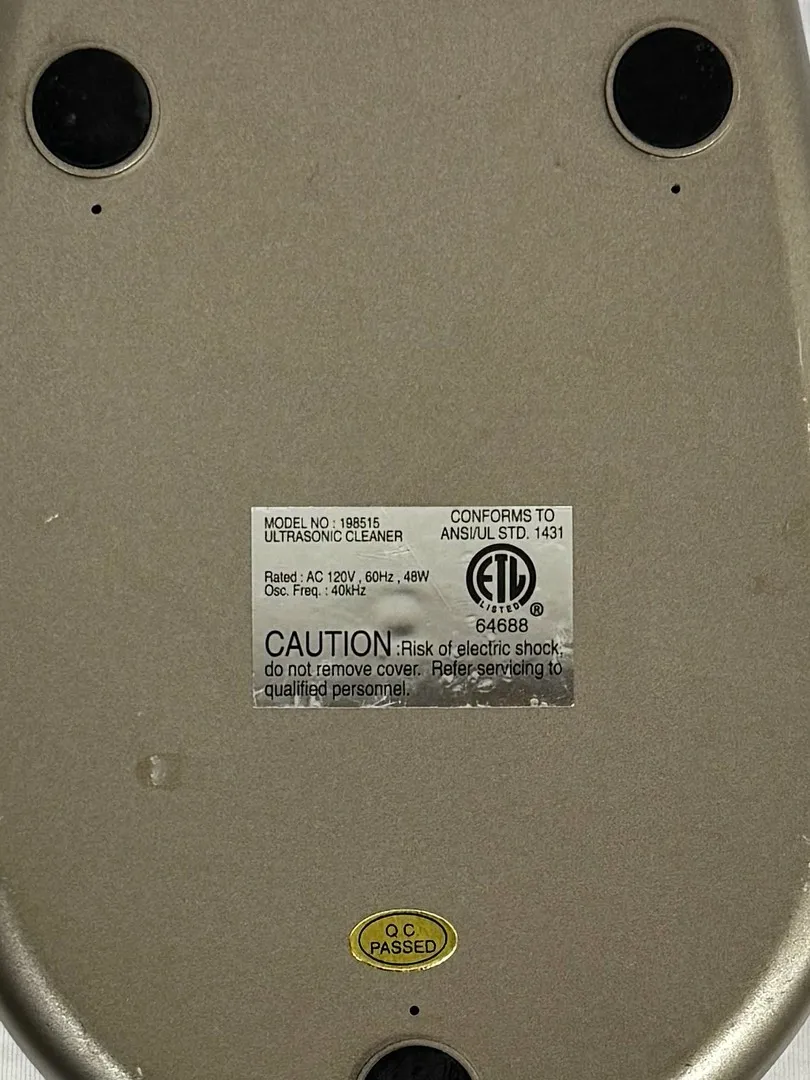 MODEL NO : 198515
ULTRASONIC CLEANER
CONFORMS TO
ANSI/UL STD. 1431
Rated : AC 120V , 60Hz , 48W
Osc. Freq. : 40kHz
ETL
LISTED
®
64688
CAUTION :Risk of electric shock,
do not remove cover. Refer servicing to
qualified personnel.
Q C
PASSED